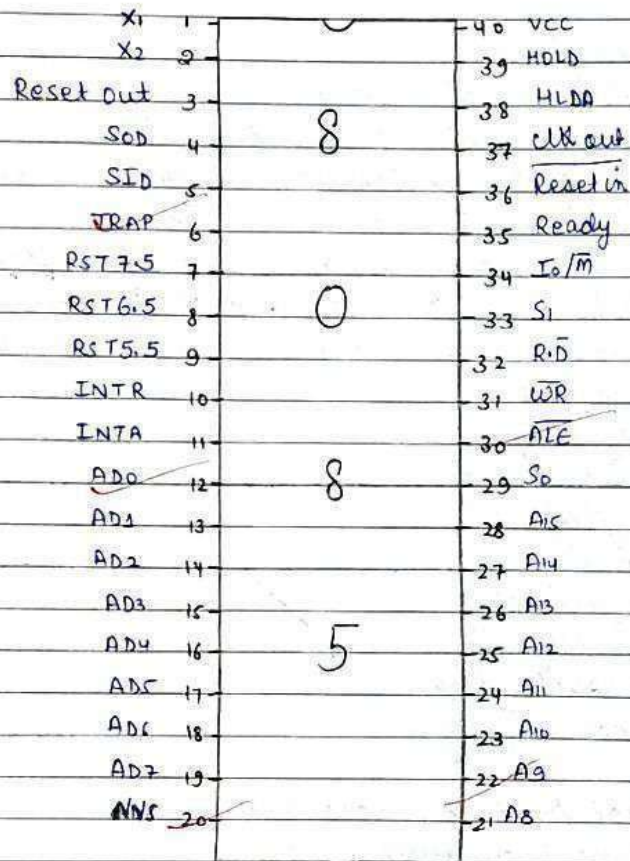 X1 1 40 VCC
X2 2 39 HOLD
Reset Out 3 38 HLDA
8
SOD 4 37 Clk out
SID 5 36 Reset in
TRAP 6 35 Ready
RST 7.5 7 34 Io/M̅
RST6.5 8 0 33 S1
RST5.5 9 32 R.D̅
INTR 10 31 W̅R̅
INTA 11 30 A̅L̅E̅
AD0 12 8 29 S0
AD1 13 28 A15
AD2 14 27 A14
AD3 15 26 A13
AD4 16 5 25 A12
AD5 17 24 A11
AD6 18 23 A10
AD7 19 22 A9
NNS 20 21 A8